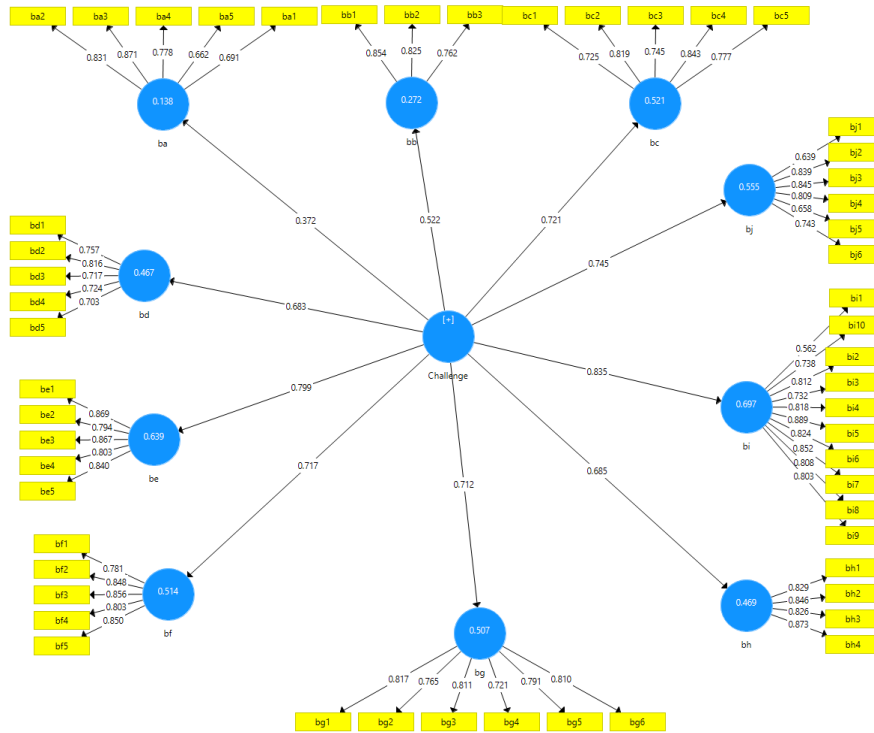 ba2 ba3 ba4 ba5 ba1 bb1 bb2 bb3 bc1 bc2 bc3 bc4 bc5
0.831 0.871 0.778 0.662 0.691 0.854 0.825 0.762 0.725 0.819 0.745 0.843 0.777
0.138 0.272 0.521
ba bb bc
bj1
bj2
bj3
bj4
bj5
bj6
0.639
0.839
0.845
0.809
0.658
0.743
0.555
bj
0.372 0.522 0.721
0.745
bd1
bd2
bd3
bd4
bd5
0.757
0.816
0.717
0.724
0.703
0.467
bd
0.683
[+]
Challenge
0.835
bi1
bi10
bi2
bi3
bi4
bi5
bi6
bi7
bi8
bi9
0.562
0.738
0.812
0.732
0.818
0.889
0.824
0.852
0.808
0.803
0.697
bi
0.799
be1
be2
be3
be4
be5
0.869
0.794
0.867
0.803
0.840
0.639
be
0.717 0.712 0.685
bf1
bf2
bf3
bf4
bf5
0.781
0.848
0.856
0.803
0.850
0.514
bf
bh1
bh2
bh3
bh4
0.829
0.846
0.826
0.873
0.469
bh
0.507
bg
0.817 0.765 0.811 0.721 0.791 0.810
bg1 bg2 bg3 bg4 bg5 bg6